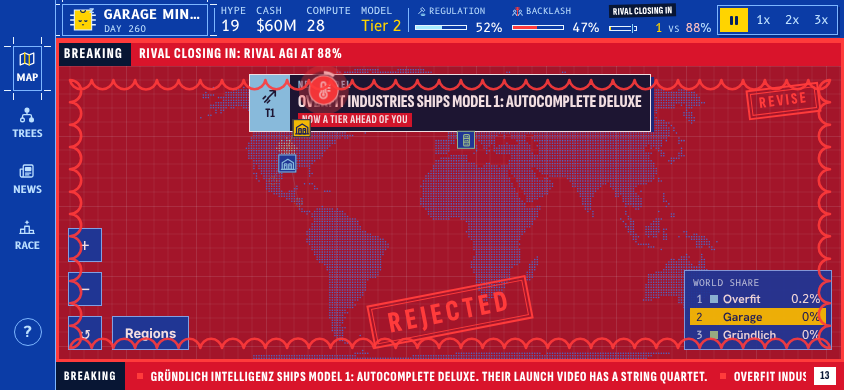 GARAGE MIN...
DAY 260
HYPE
19
CASH
$60M
COMPUTE
28
MODEL
Tier 2
REGULATION
52%
BACKLASH
47%
RIVAL CLOSING IN
1 VS 88%
1x 2x 3x
BREAKING
RIVAL CLOSING IN: RIVAL AGI AT 88%
MAP
TREES
NEWS
RACE
?
T1
OVERFIT INDUSTRIES SHIPS MODEL 1: AUTOCOMPLETE DELUXE
NOW A TIER AHEAD OF YOU
REVISE
REJECTED
+
−
Regions
WORLD SHARE
1 Overfit 0.2%
2 Garage 0%
3 Gründlich 0%
BREAKING
GRÜNDLICH INTELLIGENZ SHIPS MODEL 1: AUTOCOMPLETE DELUXE. THEIR LAUNCH VIDEO HAS A STRING QUARTET.
OVERFIT INDUS
13